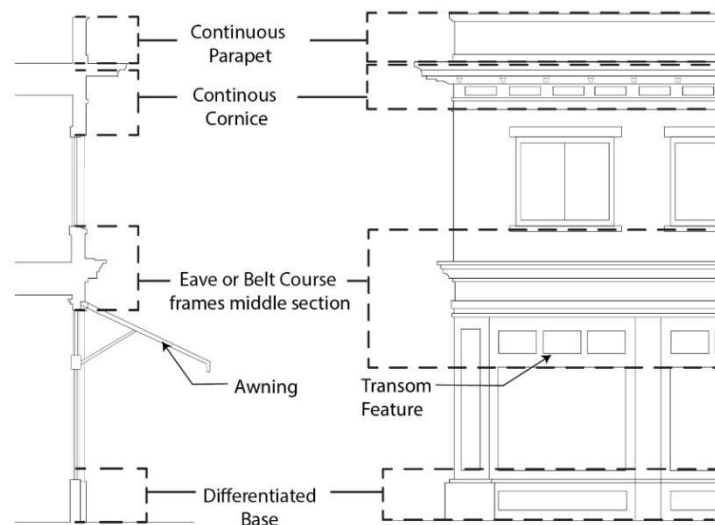 Continuous
Parapet
Continous
Cornice
Eave or Belt Course
frames middle section
Awning
Transom
Feature
Differentiated
Base